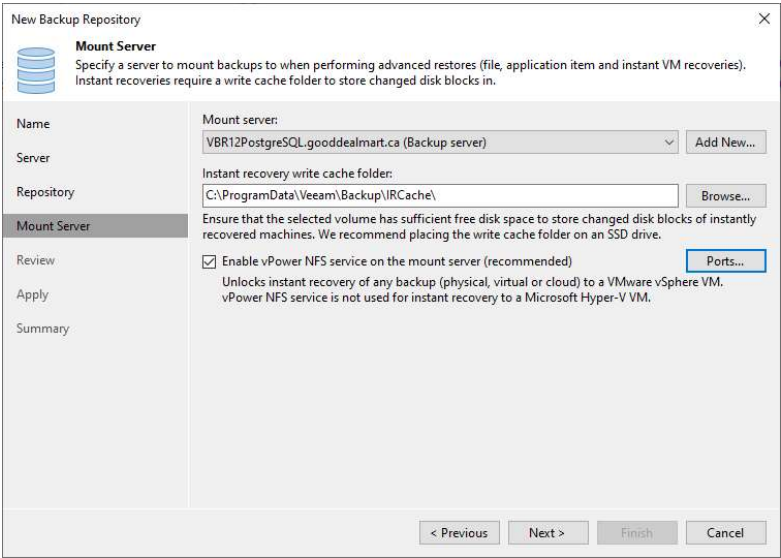 New Backup Repository
Mount Server
Specify a server to mount backups to when performing advanced restores (file, application item and instant VM recoveries).
Instant recoveries require a write cache folder to store changed disk blocks in.
Name
Server
Repository
Mount Server
Review
Apply
Summary
Mount server:
VBR12PostgreSQL.gooddealmart.ca (Backup server)
Add New...
Instant recovery write cache folder:
C:\ProgramData\Veeam\Backup\IRCache\
Browse...
Ensure that the selected volume has sufficient free disk space to store changed disk blocks of instantly
recovered machines. We recommend placing the write cache folder on an SSD drive.
Enable vPower NFS service on the mount server (recommended)
Ports...
Unlocks instant recovery of any backup (physical, virtual or cloud) to a VMware vSphere VM.
vPower NFS service is not used for instant recovery to a Microsoft Hyper-V VM.
< Previous
Next >
Finish
Cancel